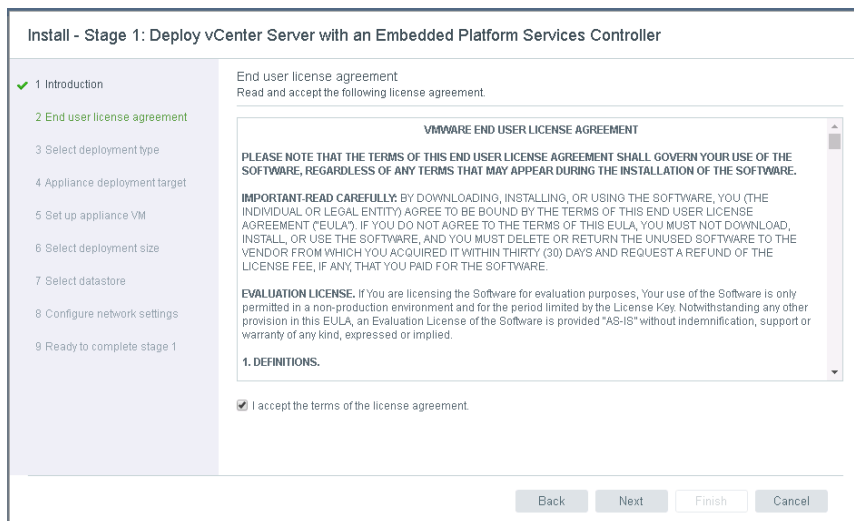 Install - Stage 1: Deploy vCenter Server with an Embedded Platform Services Controller
1 Introduction
2 End user license agreement
3 Select deployment type
4 Appliance deployment target
5 Set up appliance VM
6 Select deployment size
7 Select datastore
8 Configure network settings
9 Ready to complete stage 1
End user license agreement
Read and accept the following license agreement.
VMWARE END USER LICENSE AGREEMENT
PLEASE NOTE THAT THE TERMS OF THIS END USER LICENSE AGREEMENT SHALL GOVERN YOUR USE OF THE
SOFTWARE, REGARDLESS OF ANY TERMS THAT MAY APPEAR DURING THE INSTALLATION OF THE SOFTWARE.
IMPORTANT-READ CAREFULLY: BY DOWNLOADING, INSTALLING, OR USING THE SOFTWARE, YOU (THE
INDIVIDUAL OR LEGAL ENTITY) AGREE TO BE BOUND BY THE TERMS OF THIS END USER LICENSE
AGREEMENT ("EULA"). IF YOU DO NOT AGREE TO THE TERMS OF THIS EULA, YOU MUST NOT DOWNLOAD,
INSTALL, OR USE THE SOFTWARE, AND YOU MUST DELETE OR RETURN THE UNUSED SOFTWARE TO THE
VENDOR FROM WHICH YOU ACQUIRED IT WITHIN THIRTY (30) DAYS AND REQUEST A REFUND OF THE
LICENSE FEE, IF ANY, THAT YOU PAID FOR THE SOFTWARE.
EVALUATION LICENSE. If You are licensing the Software for evaluation purposes, Your use of the Software is only
permitted in a non-production environment and for the period limited by the License Key. Notwithstanding any other
provision in this EULA, an Evaluation License of the Software is provided "AS-IS" without indemnification, support or
warranty of any kind, expressed or implied.
1. DEFINITIONS.
I accept the terms of the license agreement.
Back
Next
Finish
Cancel